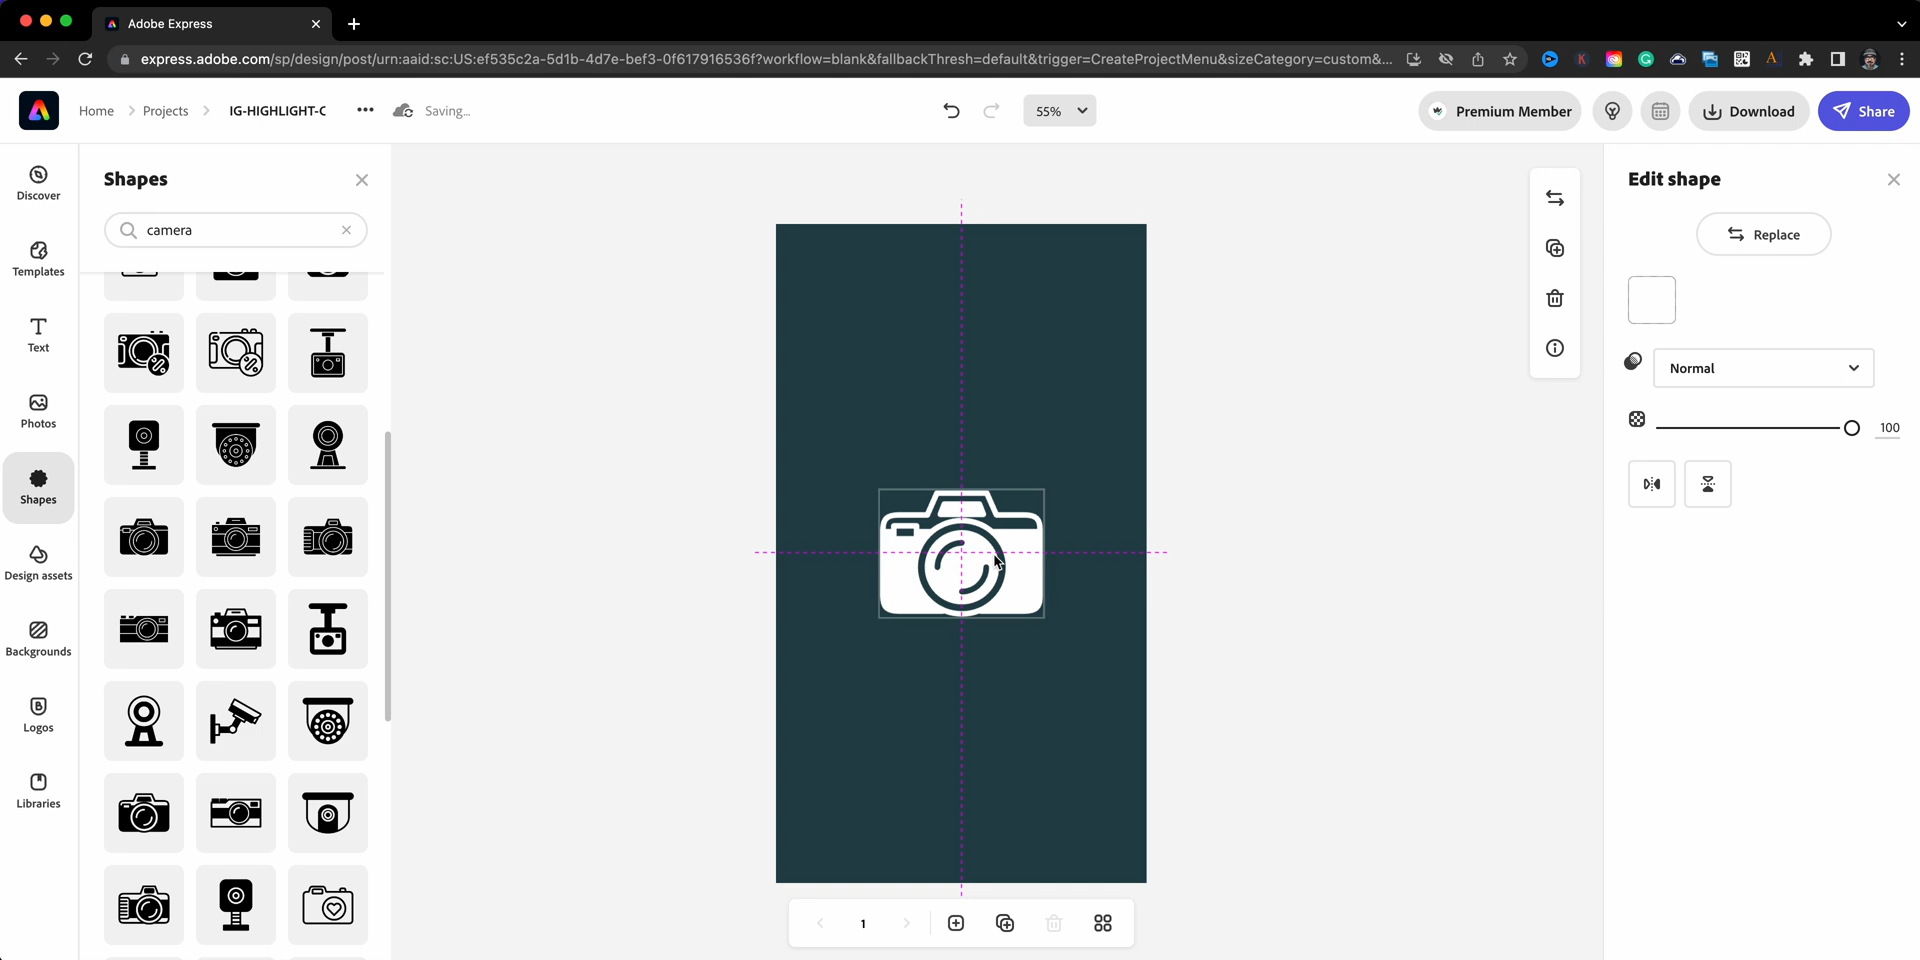 Adobe Express
express.adobe.com/sp/design/post/urn:aaid:sc:US:ef535c2a-5d1b-4d7e-bef3-0f617916536f?workflow=blank&fallbackThresh=default&trigger=CreateProjectMenu&sizeCategory=custom&...
Home
Projects
IG-HIGHLIGHT-C
Saving...
55%
Premium Member
Download
Share
Discover
Templates
Text
Photos
Shapes
Design assets
Backgrounds
Logos
Libraries
Shapes
camera
1
Edit shape
Replace
Normal
100